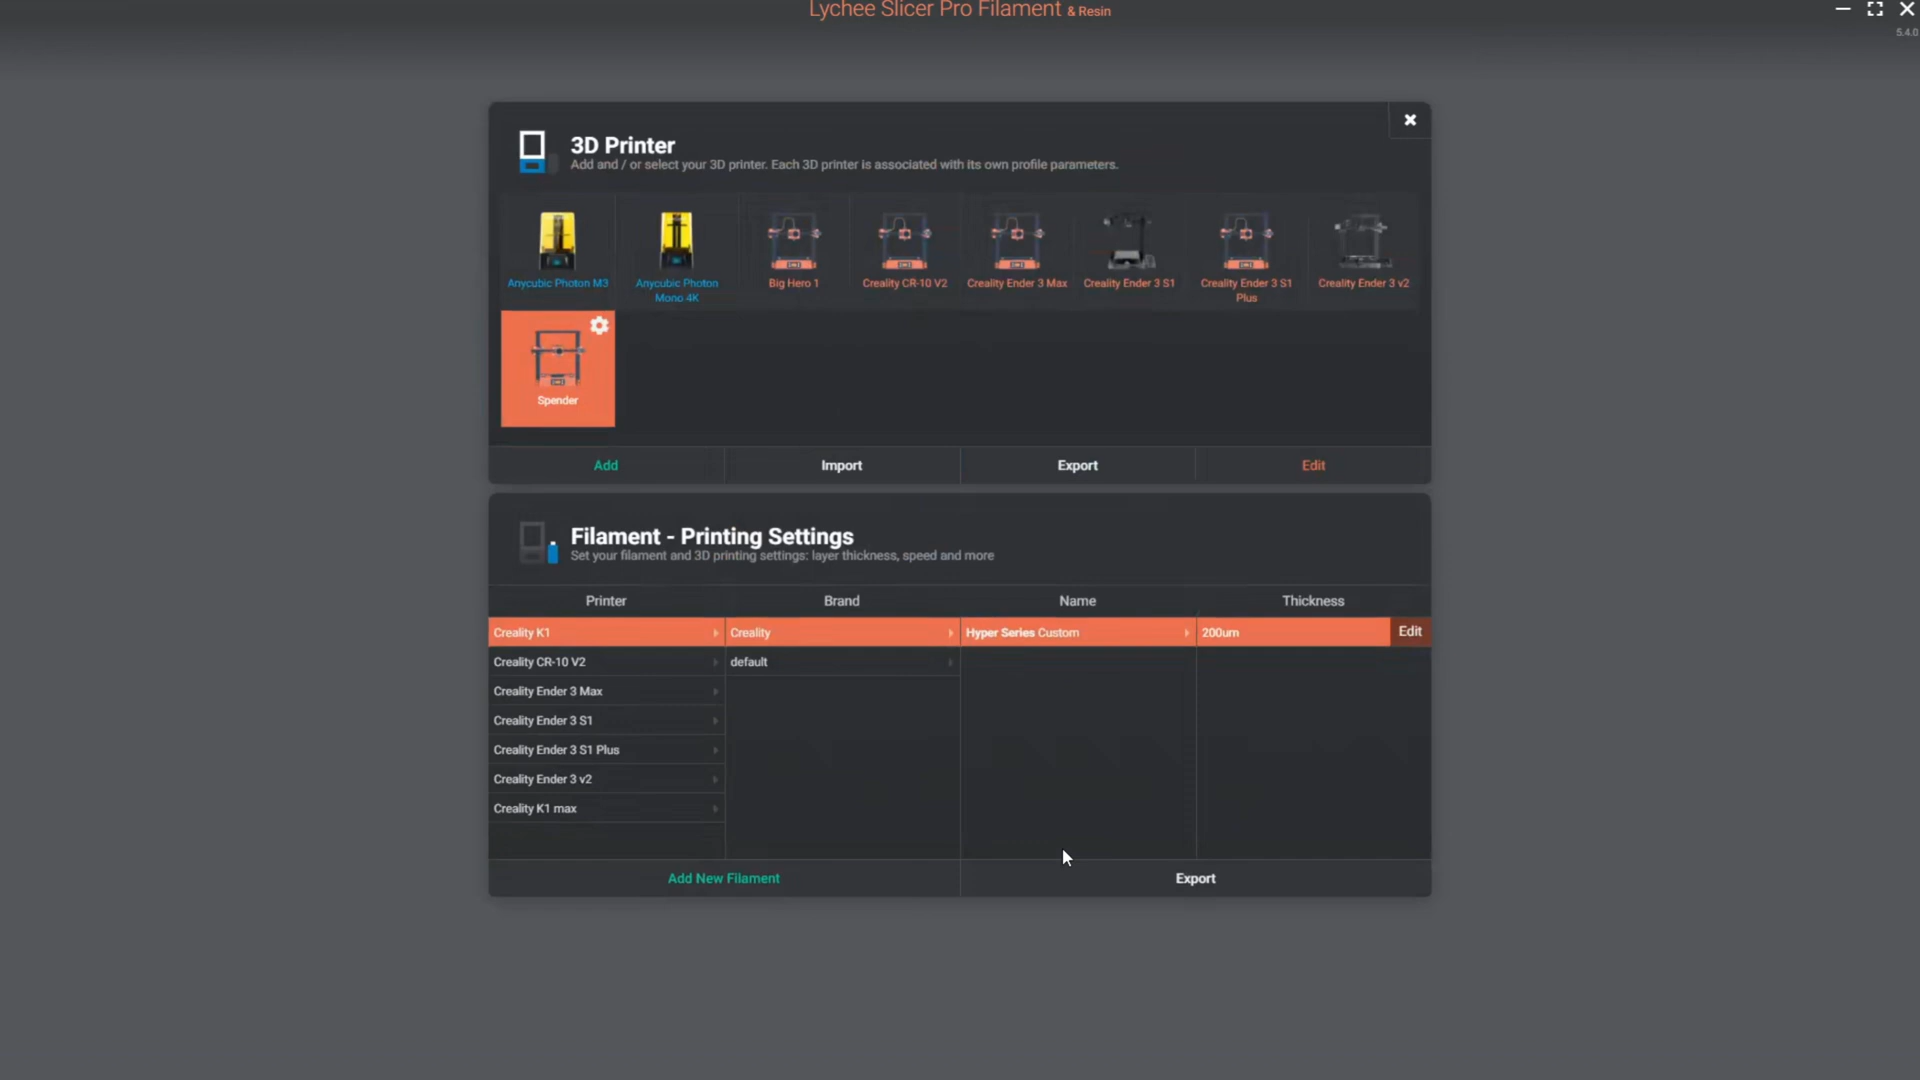 Lychee Slicer Pro Filament & Resin
5.4.0
3D Printer
Add and / or select your 3D printer. Each 3D printer is associated with its own profile parameters.
Anycubic Photon M3
Anycubic Photon
Mono 4K
Big Hero 1
Creality CR-10 V2
Creality Ender 3 Max
Creality Ender 3 S1
Creality Ender 3 S1
Plus
Creality Ender 3 v2
Spender
Add
Import
Export
Edit
Filament - Printing Settings
Set your filament and 3D printing settings: layer thickness, speed and more
Printer
Brand
Name
Thickness
Creality K1
Creality
Hyper Series Custom
200um
Edit
Creality CR-10 V2
default
Creality Ender 3 Max
Creality Ender 3 S1
Creality Ender 3 S1 Plus
Creality Ender 3 v2
Creality K1 max
Add New Filament
Export